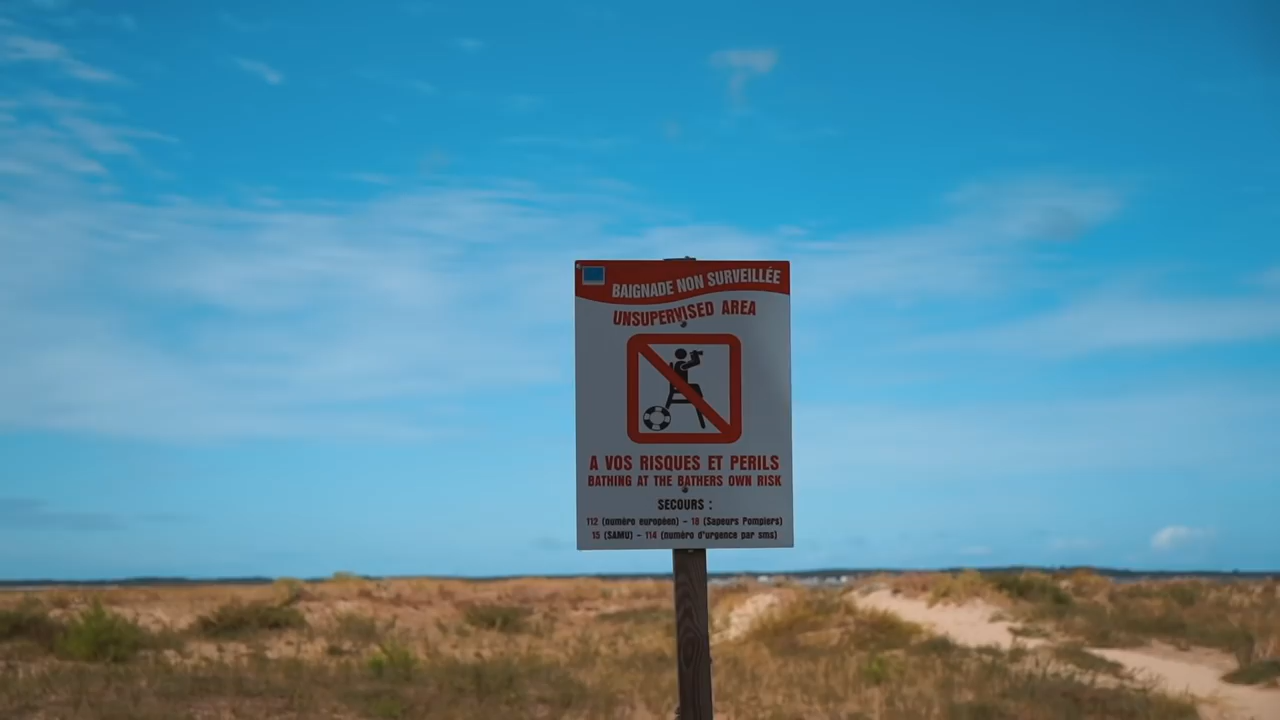 BAIGNADE NON SURVEILLÉE
UNSUPERVISED AREA
A VOS RISQUES ET PERILS
BATHING AT THE BATHERS OWN RISK
SECOURS :
112 (numéro européen) - 18 (Sapeurs Pompiers)
15 (SAMU) - 114 (numéro d'urgence par sms)